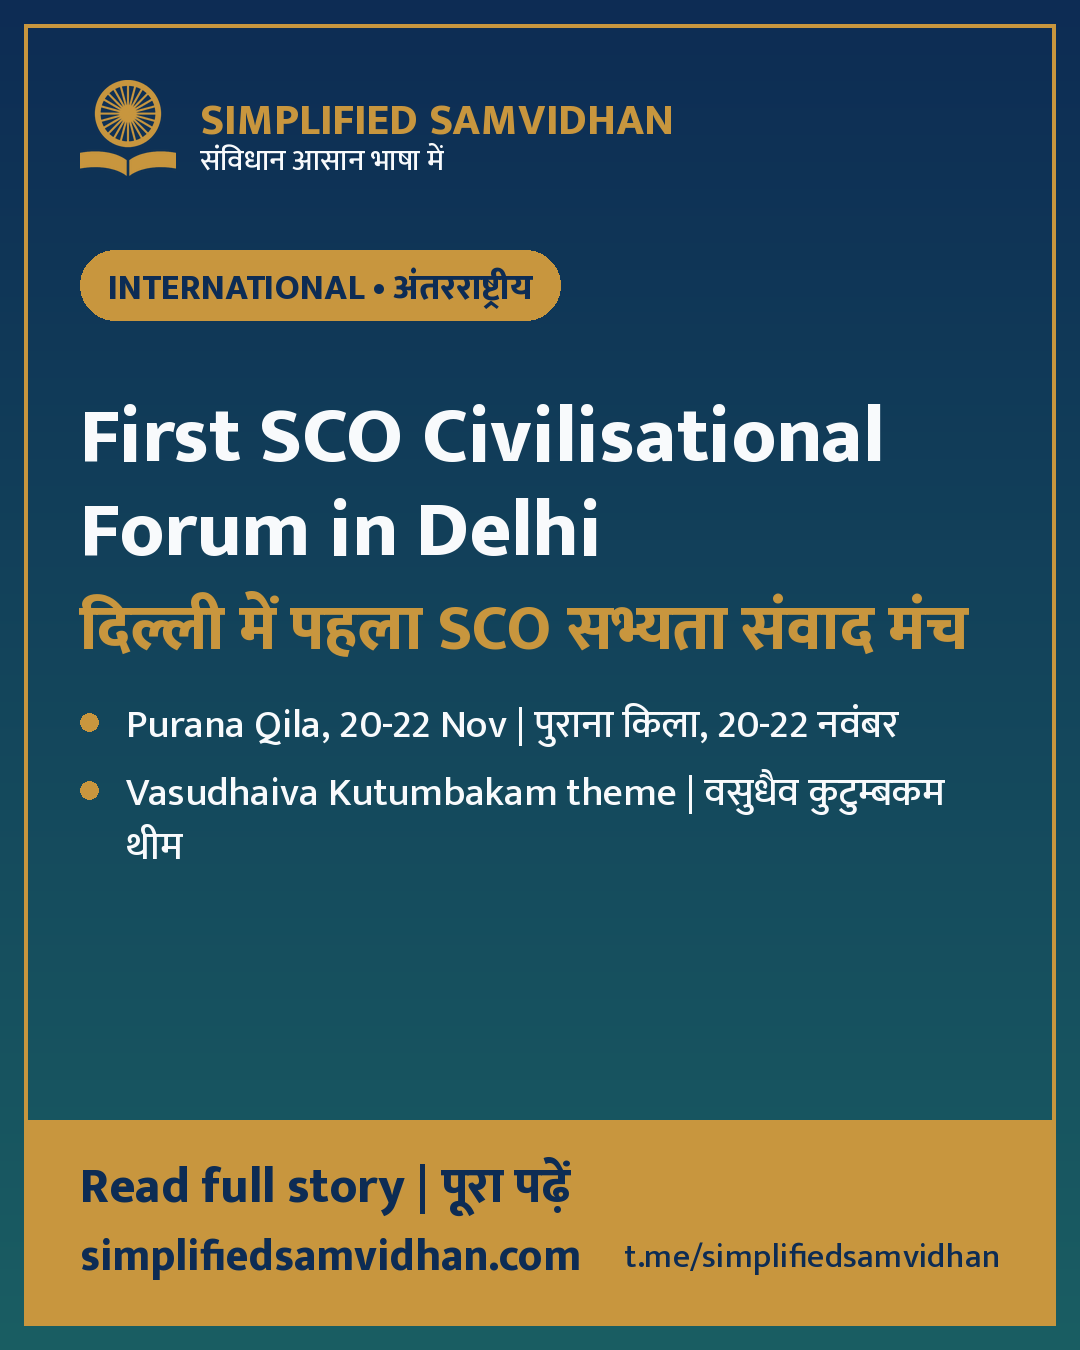 SIMPLIFIED SAMVIDHAN
संविधान आसान भाषा में
INTERNATIONAL • अंतरराष्ट्रीय
First SCO Civilisational
Forum in Delhi
दिल्ली में पहला SCO सभ्यता संवाद मंच
Purana Qila, 20-22 Nov | पुराना किला, 20-22 नवंबर
Vasudhaiva Kutumbakam theme | वसुधैव कुटुम्बकम
थीम
Read full story | पूरा पढ़ें
simplifiedsamvidhan.com t.me/simplifiedsamvidhan